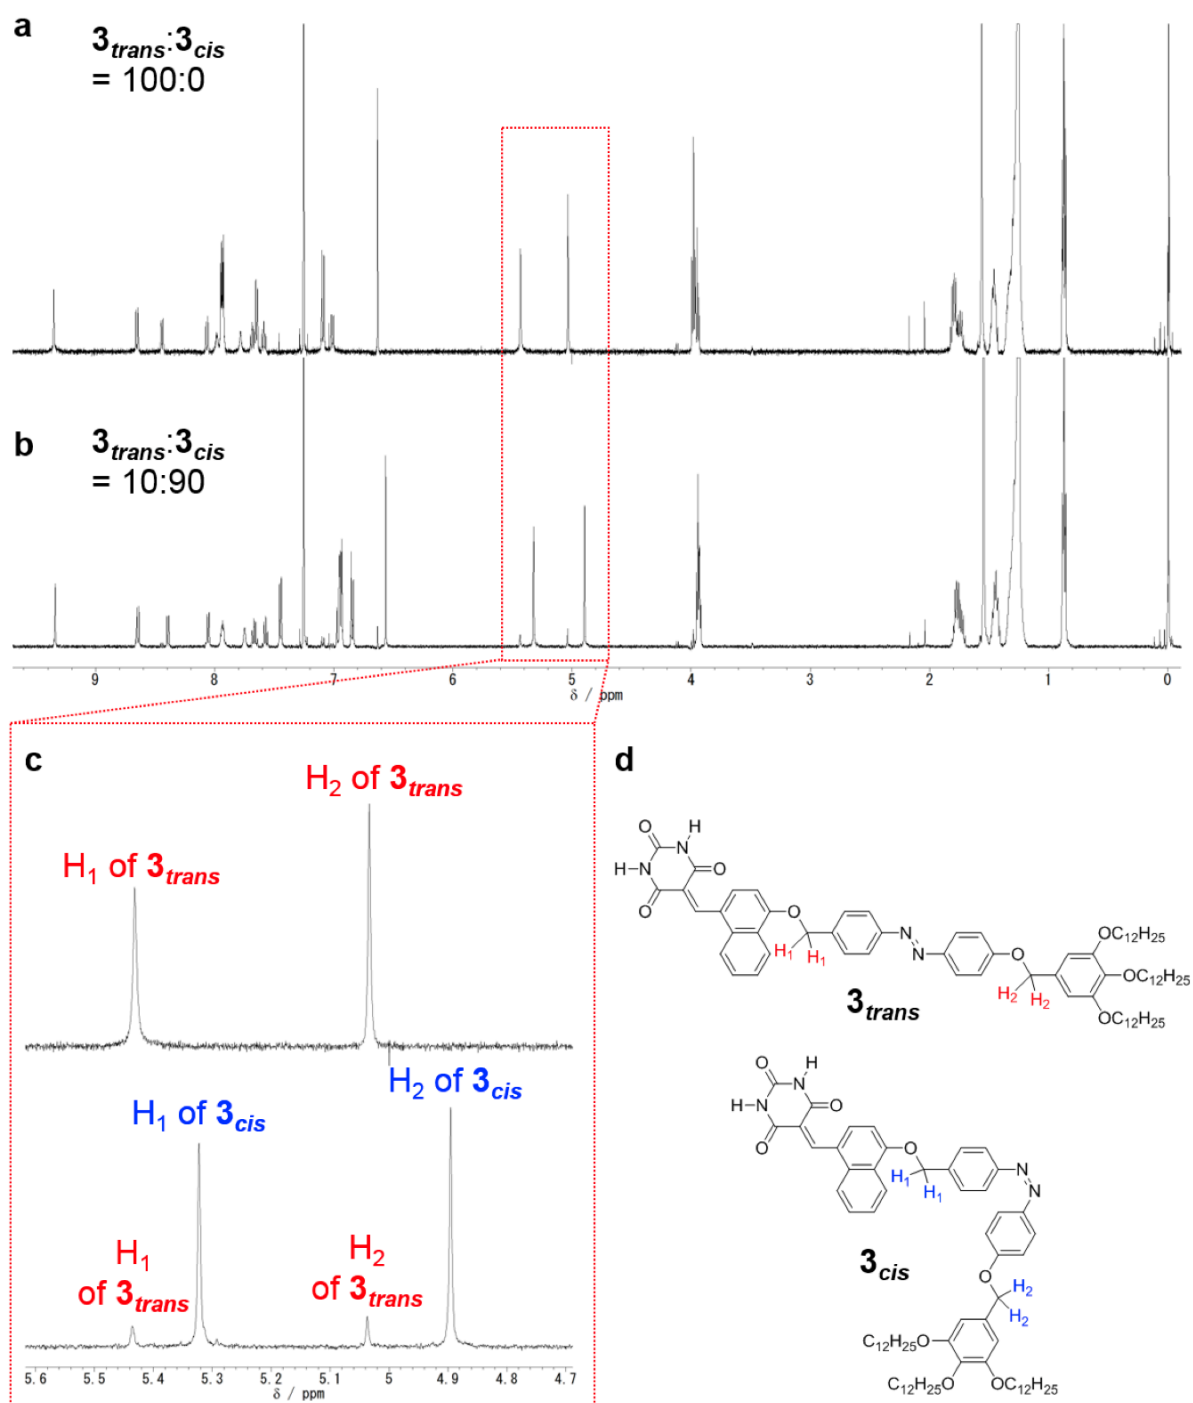 a
3trans:3cis
= 100:0
b
3trans:3cis
= 10:90
9 8 7 6 5 4 3 2 1 0
δ / ppm
c
H2 of 3trans
H1 of 3trans
H2 of 3cis
H1 of 3cis
H1
of 3trans
H2
of 3trans
5.6 5.5 5.4 5.3 5.2 5.1 5 4.9 4.8 4.7
δ / ppm
d
O H
N
H N O
O
O
H1 H1
N
N
O
H2 H2
OC12H25
OC12H25
OC12H25
3trans
O H
N
H N O
O
O
H1 H1
N
N
O
H2
H2
3cis
C12H25O
C12H25O OC12H25